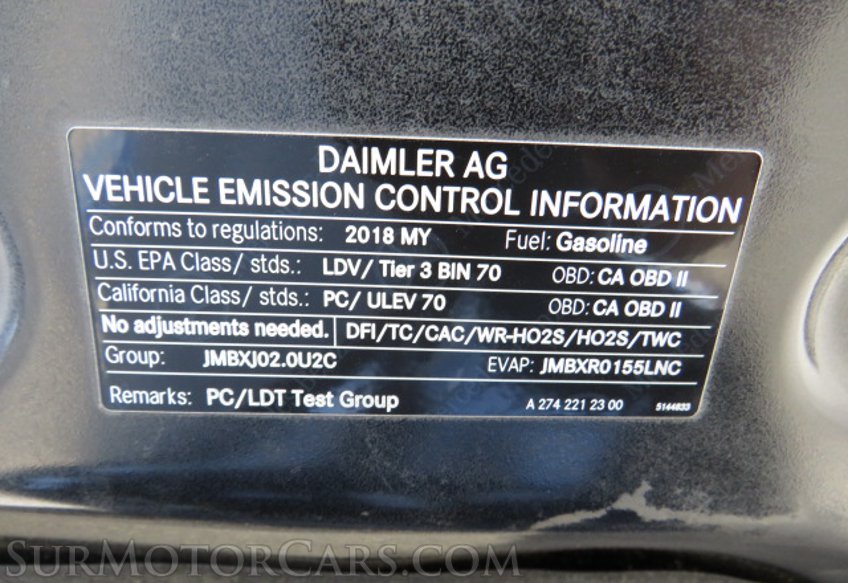 DAIMLER AG
VEHICLE EMISSION CONTROL INFORMATION
Conforms to regulations: 2018 MY Fuel: Gasoline
U.S. EPA Class/ stds.: LDV/ Tier 3 BIN 70 OBD: CA OBD II
California Class/ stds.: PC/ ULEV 70 OBD: CA OBD II
No adjustments needed. DFI/TC/CAC/WR-HO2S/HO2S/TWC
Group: JMBXJ02.0U2C EVAP: JMBXR0155LNC
Remarks: PC/LDT Test Group A 274 221 23 00 5144833
SurMotorCars.com